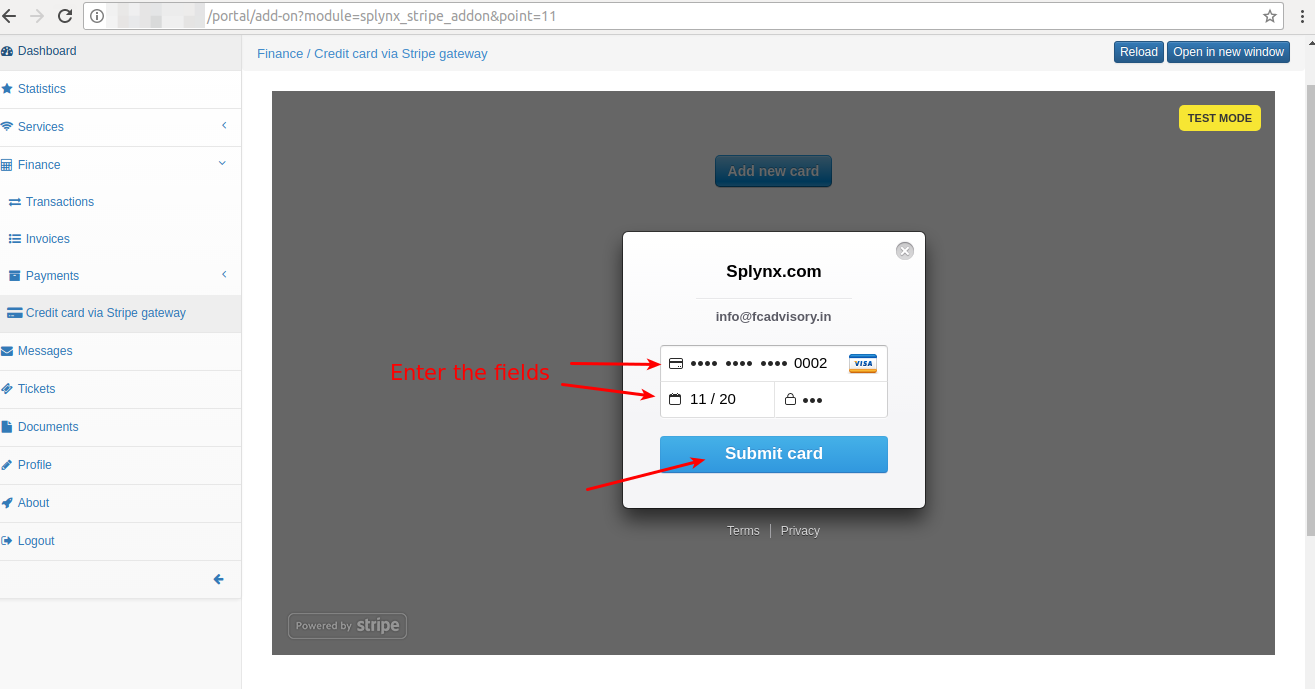 /portal/add-on?module=splynx_stripe_addon&point=11
Dashboard
Finance / Credit card via Stripe gateway
Reload
Open in new window
Statistics
Services
Finance
Transactions
Invoices
Payments
Credit card via Stripe gateway
Messages
Tickets
Documents
Profile
About
Logout
TEST MODE
Add new card
Splynx.com
info@fcadvisory.in
Enter the fields
•••• •••• •••• 0002 VISA
11 / 20 •••
Submit card
Terms | Privacy
Powered by stripe